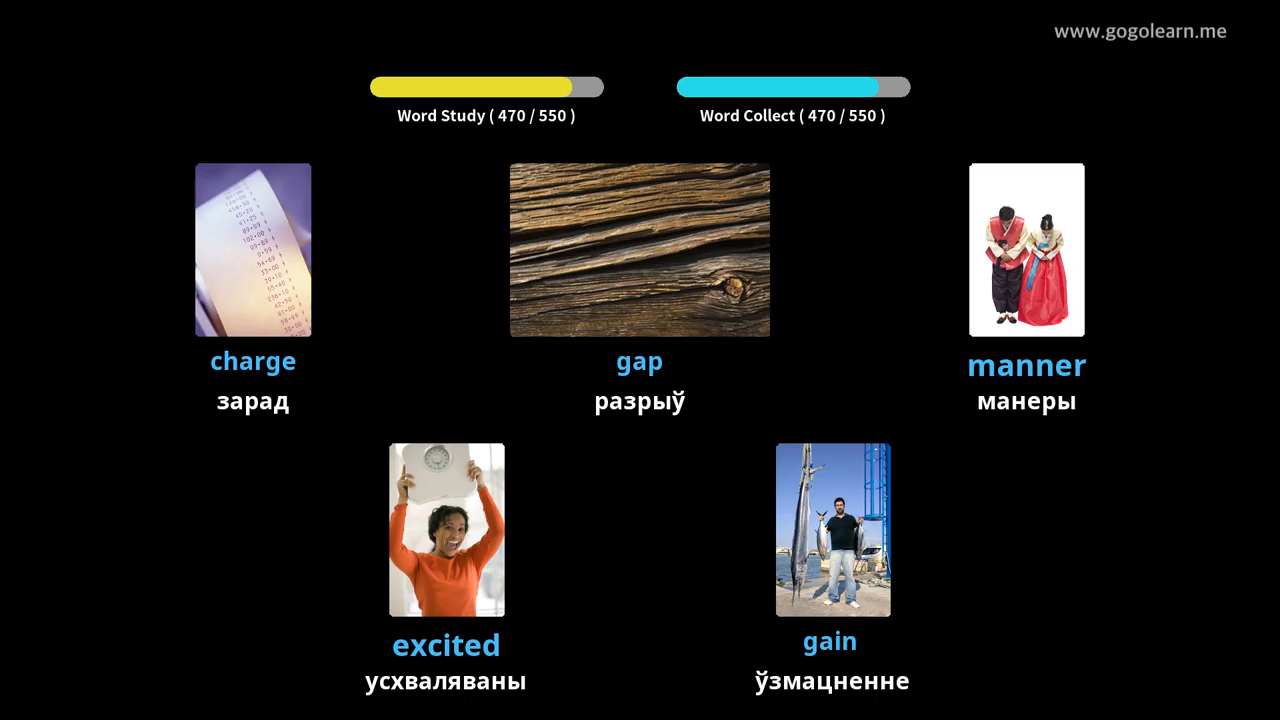 www.gogolearn.me
Word Study ( 470 / 550 )
Word Collect ( 470 / 550 )
charge
зарад
gap
разрыў
manner
манеры
excited
усхваляваны
gain
ўзмацненне